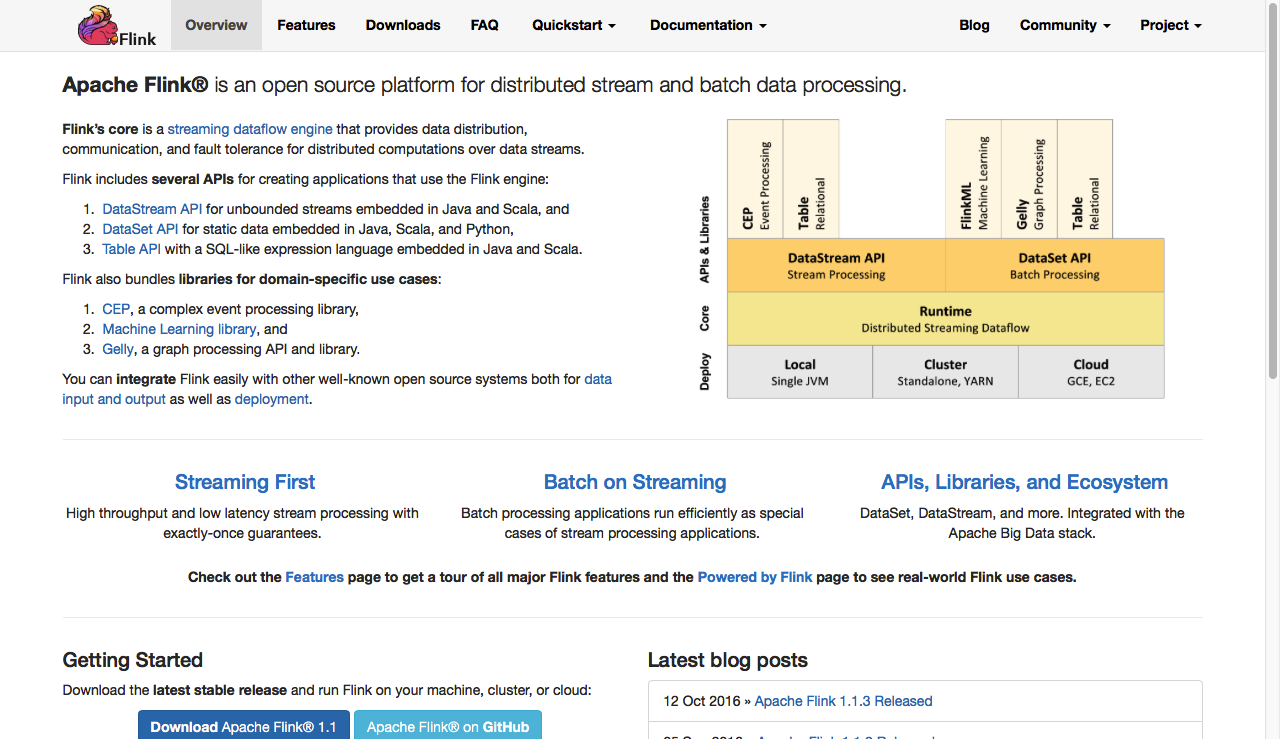 Flink
Overview
Features
Downloads
FAQ
Quickstart
Documentation
Blog
Community
Project
Apache Flink® is an open source platform for distributed stream and batch data processing.
Flink's core is a streaming dataflow engine that provides data distribution,
communication, and fault tolerance for distributed computations over data streams.
Flink includes several APIs for creating applications that use the Flink engine:
1. DataStream API for unbounded streams embedded in Java and Scala, and
2. DataSet API for static data embedded in Java, Scala, and Python,
3. Table API with a SQL-like expression language embedded in Java and Scala.
Flink also bundles libraries for domain-specific use cases:
1. CEP, a complex event processing library,
2. Machine Learning library, and
3. Gelly, a graph processing API and library.
You can integrate Flink easily with other well-known open source systems both for data
input and output as well as deployment.
APIs & Libraries
CEP
Event Processing
Table
Relational
FlinkML
Machine Learning
Gelly
Graph Processing
Table
Relational
DataStream API
Stream Processing
DataSet API
Batch Processing
Core
Runtime
Distributed Streaming Dataflow
Deploy
Local
Single JVM
Cluster
Standalone, YARN
Cloud
GCE, EC2
Streaming First
High throughput and low latency stream processing with
exactly-once guarantees.
Batch on Streaming
Batch processing applications run efficiently as special
cases of stream processing applications.
APIs, Libraries, and Ecosystem
DataSet, DataStream, and more. Integrated with the
Apache Big Data stack.
Check out the Features page to get a tour of all major Flink features and the Powered by Flink page to see real-world Flink use cases.
Getting Started
Download the latest stable release and run Flink on your machine, cluster, or cloud:
Download Apache Flink® 1.1
Apache Flink® on GitHub
Latest blog posts
12 Oct 2016 » Apache Flink 1.1.3 Released